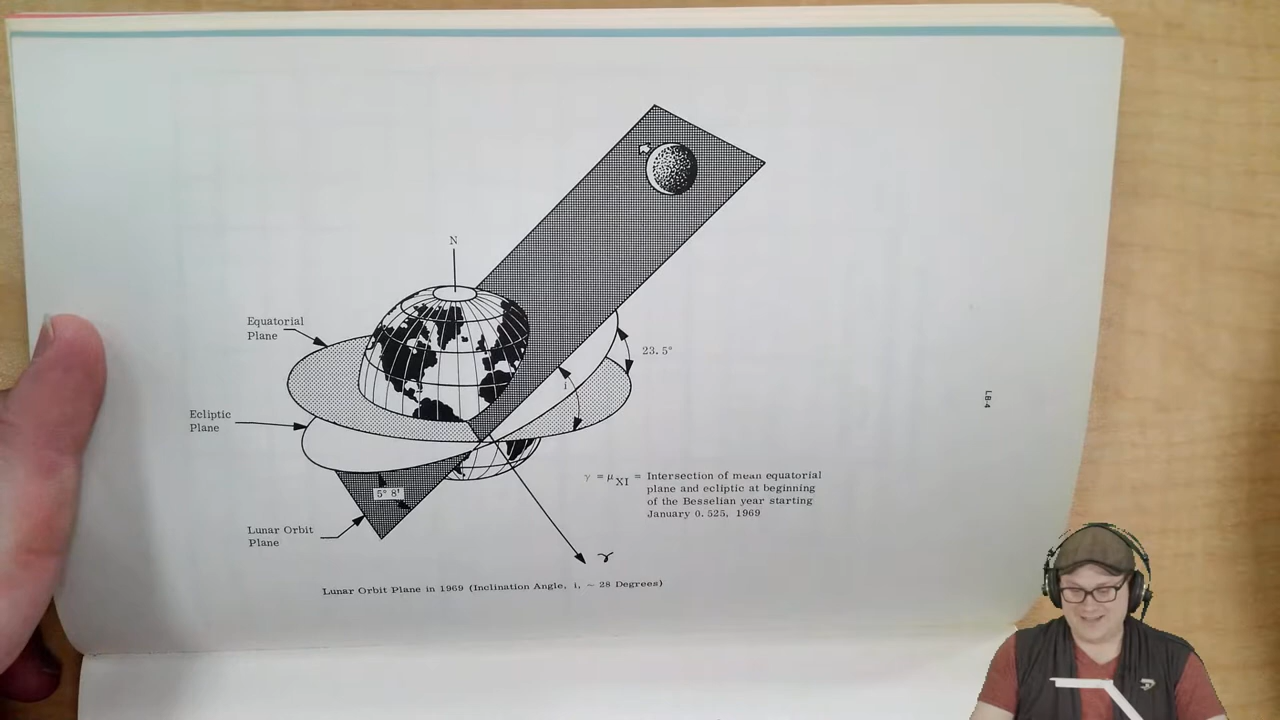 N
Equatorial
Plane
23.5°
i
Ecliptic
Plane
5° 8'
Lunar Orbit
Plane
γ = μXI = Intersection of mean equatorial
plane and ecliptic at beginning
of the Besselian year starting
January 0.525, 1969
♈
Lunar Orbit Plane in 1969 (Inclination Angle, i, ~ 28 Degrees)
LB-4